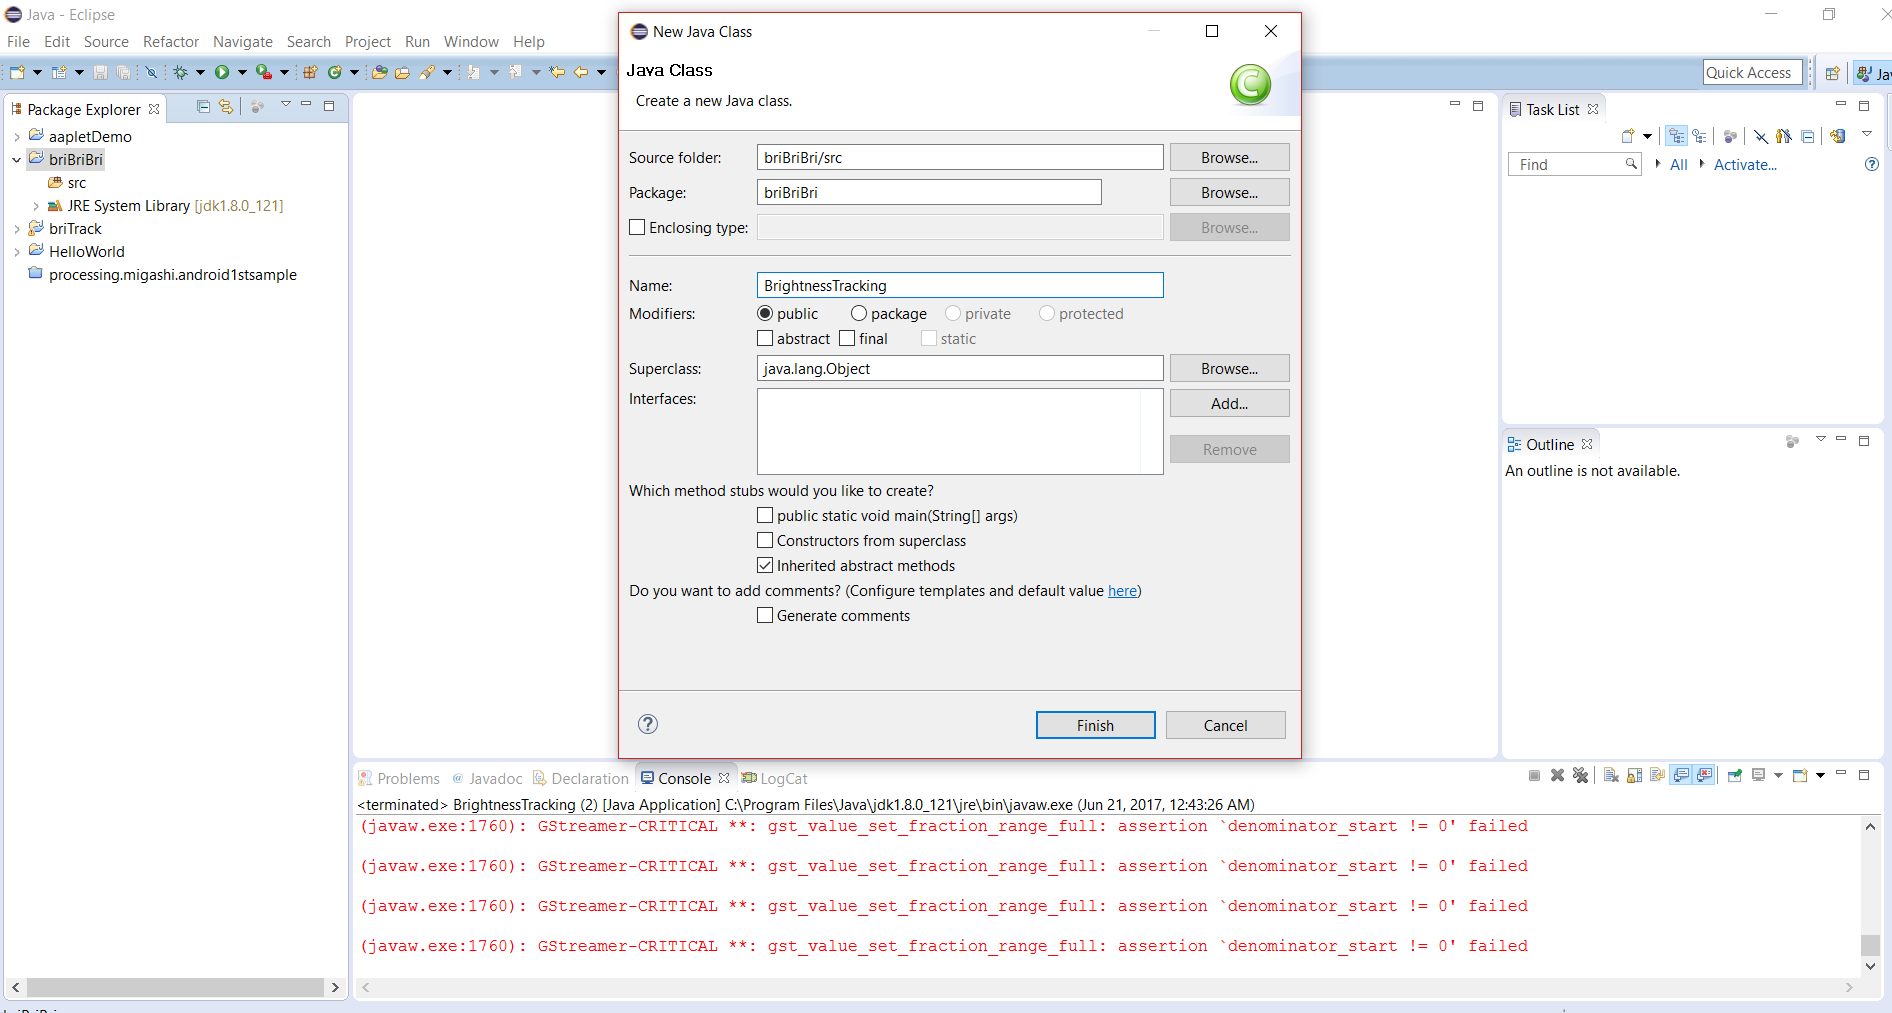 Java - Eclipse
File Edit Source Refactor Navigate Search Project Run Window Help
Quick Access
Package Explorer
aapletDemo
briBriBri
src
JRE System Library [jdk1.8.0_121]
briTrack
HelloWorld
processing.migashi.android1stsample
New Java Class
Java Class
Create a new Java class.
Source folder: briBriBri/src Browse...
Package: briBriBri Browse...
Enclosing type: Browse...
Name: BrightnessTracking
Modifiers: public package private protected
abstract final static
Superclass: java.lang.Object Browse...
Interfaces: Add...
Remove
Which method stubs would you like to create?
public static void main(String[] args)
Constructors from superclass
Inherited abstract methods
Do you want to add comments? (Configure templates and default value here)
Generate comments
Finish Cancel
Task List
Find All Activate...
Outline
An outline is not available.
Problems @ Javadoc Declaration Console LogCat
<terminated> BrightnessTracking (2) [Java Application] C:\Program Files\Java\jdk1.8.0_121\jre\bin\javaw.exe (Jun 21, 2017, 12:43:26 AM)
(javaw.exe:1760): GStreamer-CRITICAL **: gst_value_set_fraction_range_full: assertion `denominator_start != 0' failed
(javaw.exe:1760): GStreamer-CRITICAL **: gst_value_set_fraction_range_full: assertion `denominator_start != 0' failed
(javaw.exe:1760): GStreamer-CRITICAL **: gst_value_set_fraction_range_full: assertion `denominator_start != 0' failed
(javaw.exe:1760): GStreamer-CRITICAL **: gst_value_set_fraction_range_full: assertion `denominator_start != 0' failed